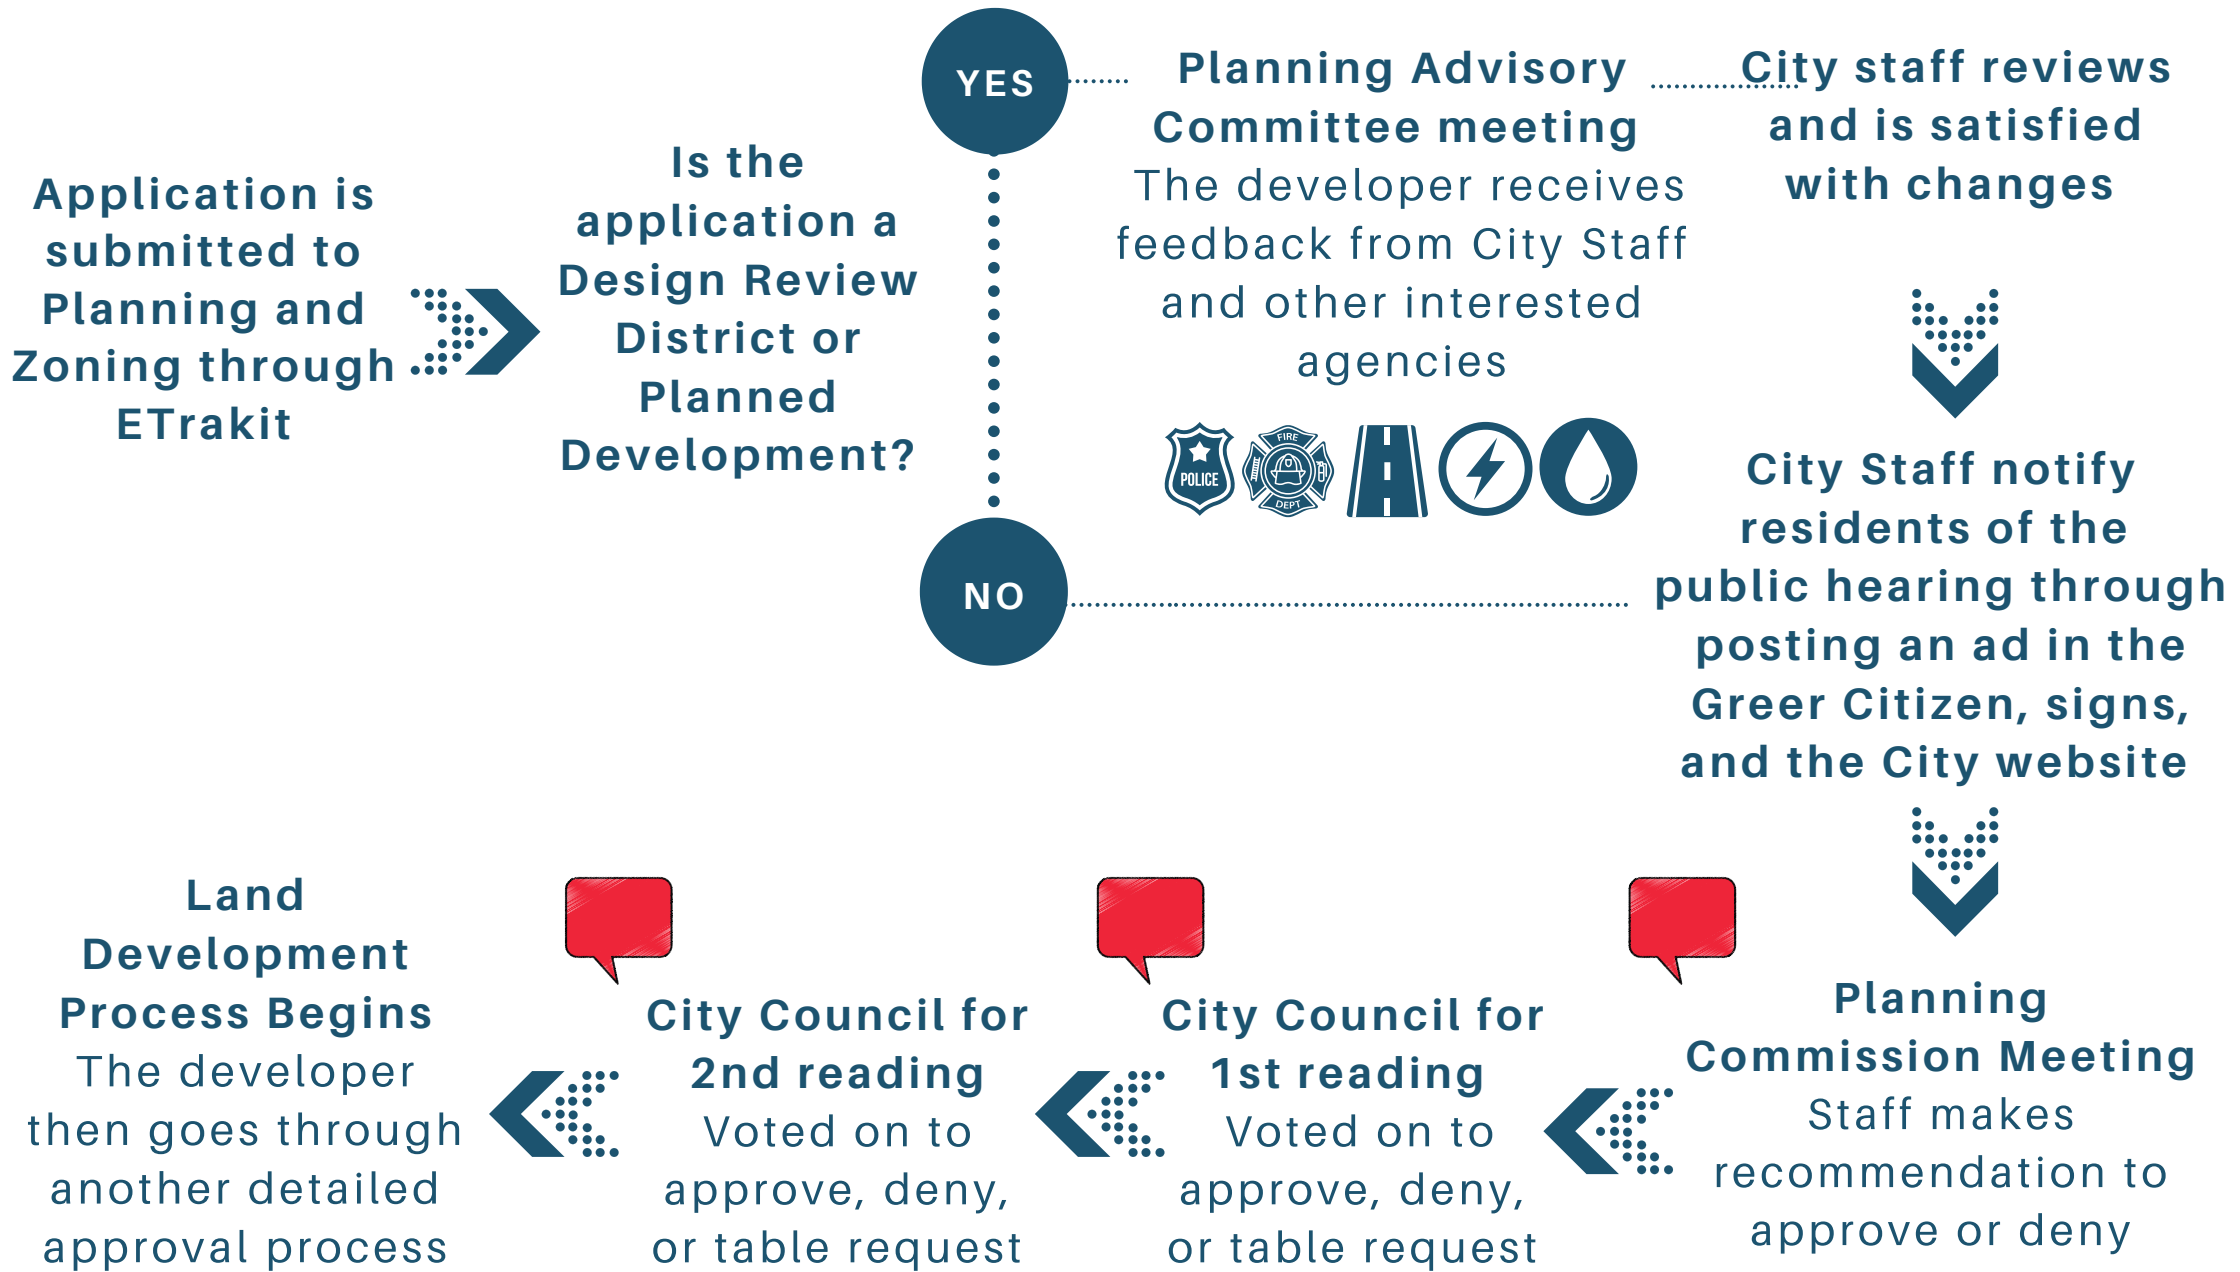 Application is
submitted to
Planning and
Zoning through
ETrakit
Is the
application a
Design Review
District or
Planned
Development?
YES
NO
Planning Advisory
Committee meeting
The developer receives
feedback from City Staff
and other interested
agencies
POLICE
FIRE
DEPT
City staff reviews
and is satisfied
with changes
City Staff notify
residents of the
public hearing through
posting an ad in the
Greer Citizen, signs,
and the City website
Planning
Commission Meeting
Staff makes
recommendation to
approve or deny
City Council for
1st reading
Voted on to
approve, deny,
or table request
City Council for
2nd reading
Voted on to
approve, deny,
or table request
Land
Development
Process Begins
The developer
then goes through
another detailed
approval process